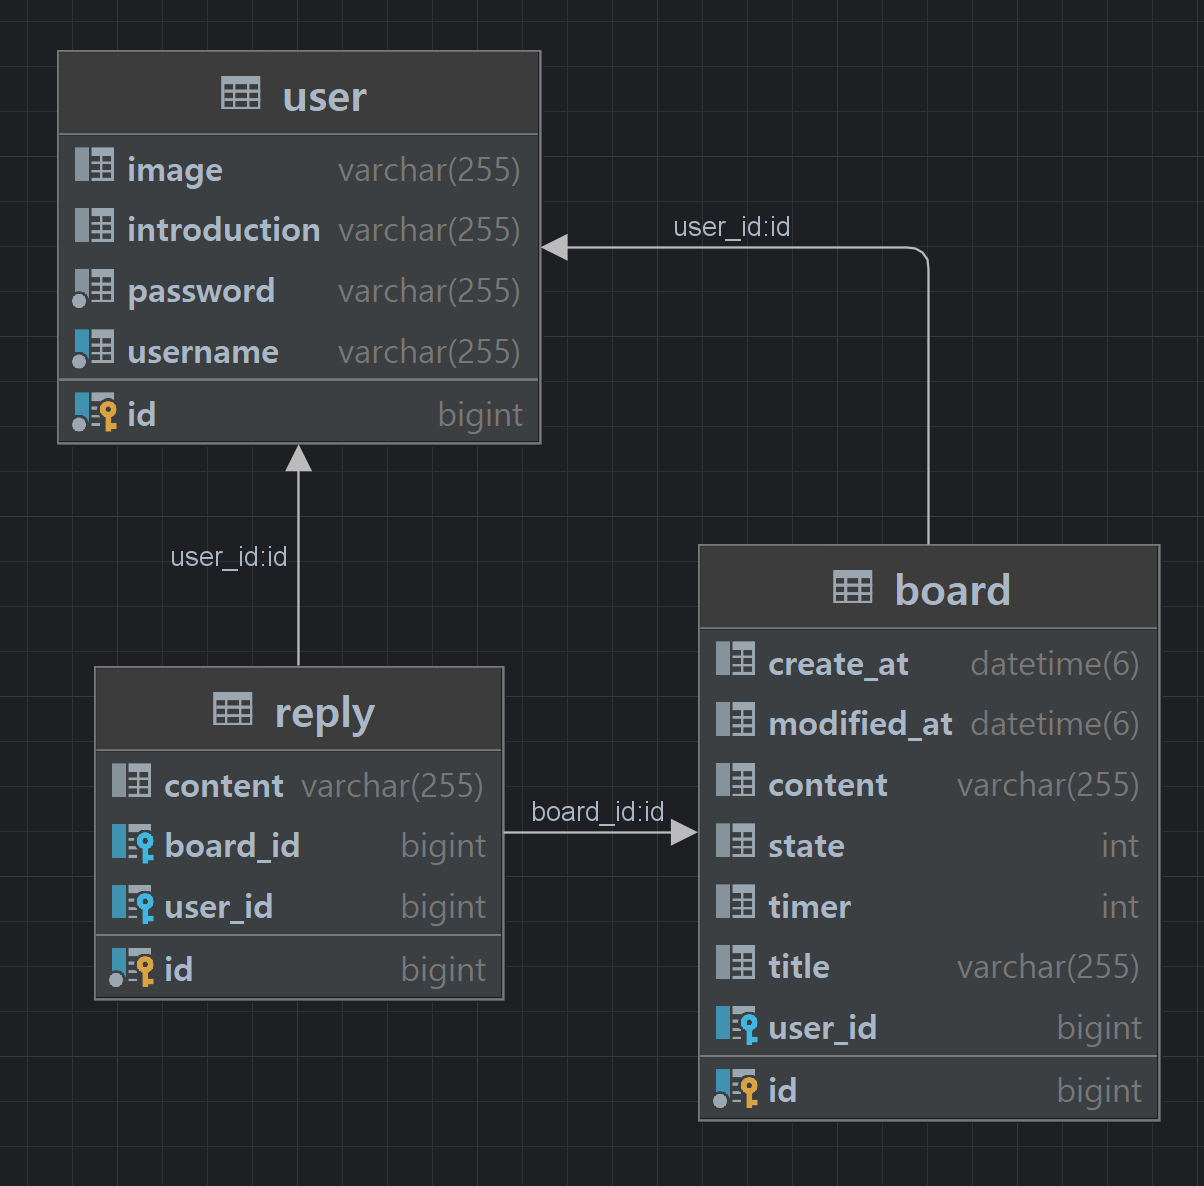 user
image varchar(255)
introduction varchar(255)
password varchar(255)
username varchar(255)
id bigint
user_id:id
user_id:id
reply
content varchar(255)
board_id bigint
user_id bigint
id bigint
board_id:id
board
create_at datetime(6)
modified_at datetime(6)
content varchar(255)
state int
timer int
title varchar(255)
user_id bigint
id bigint